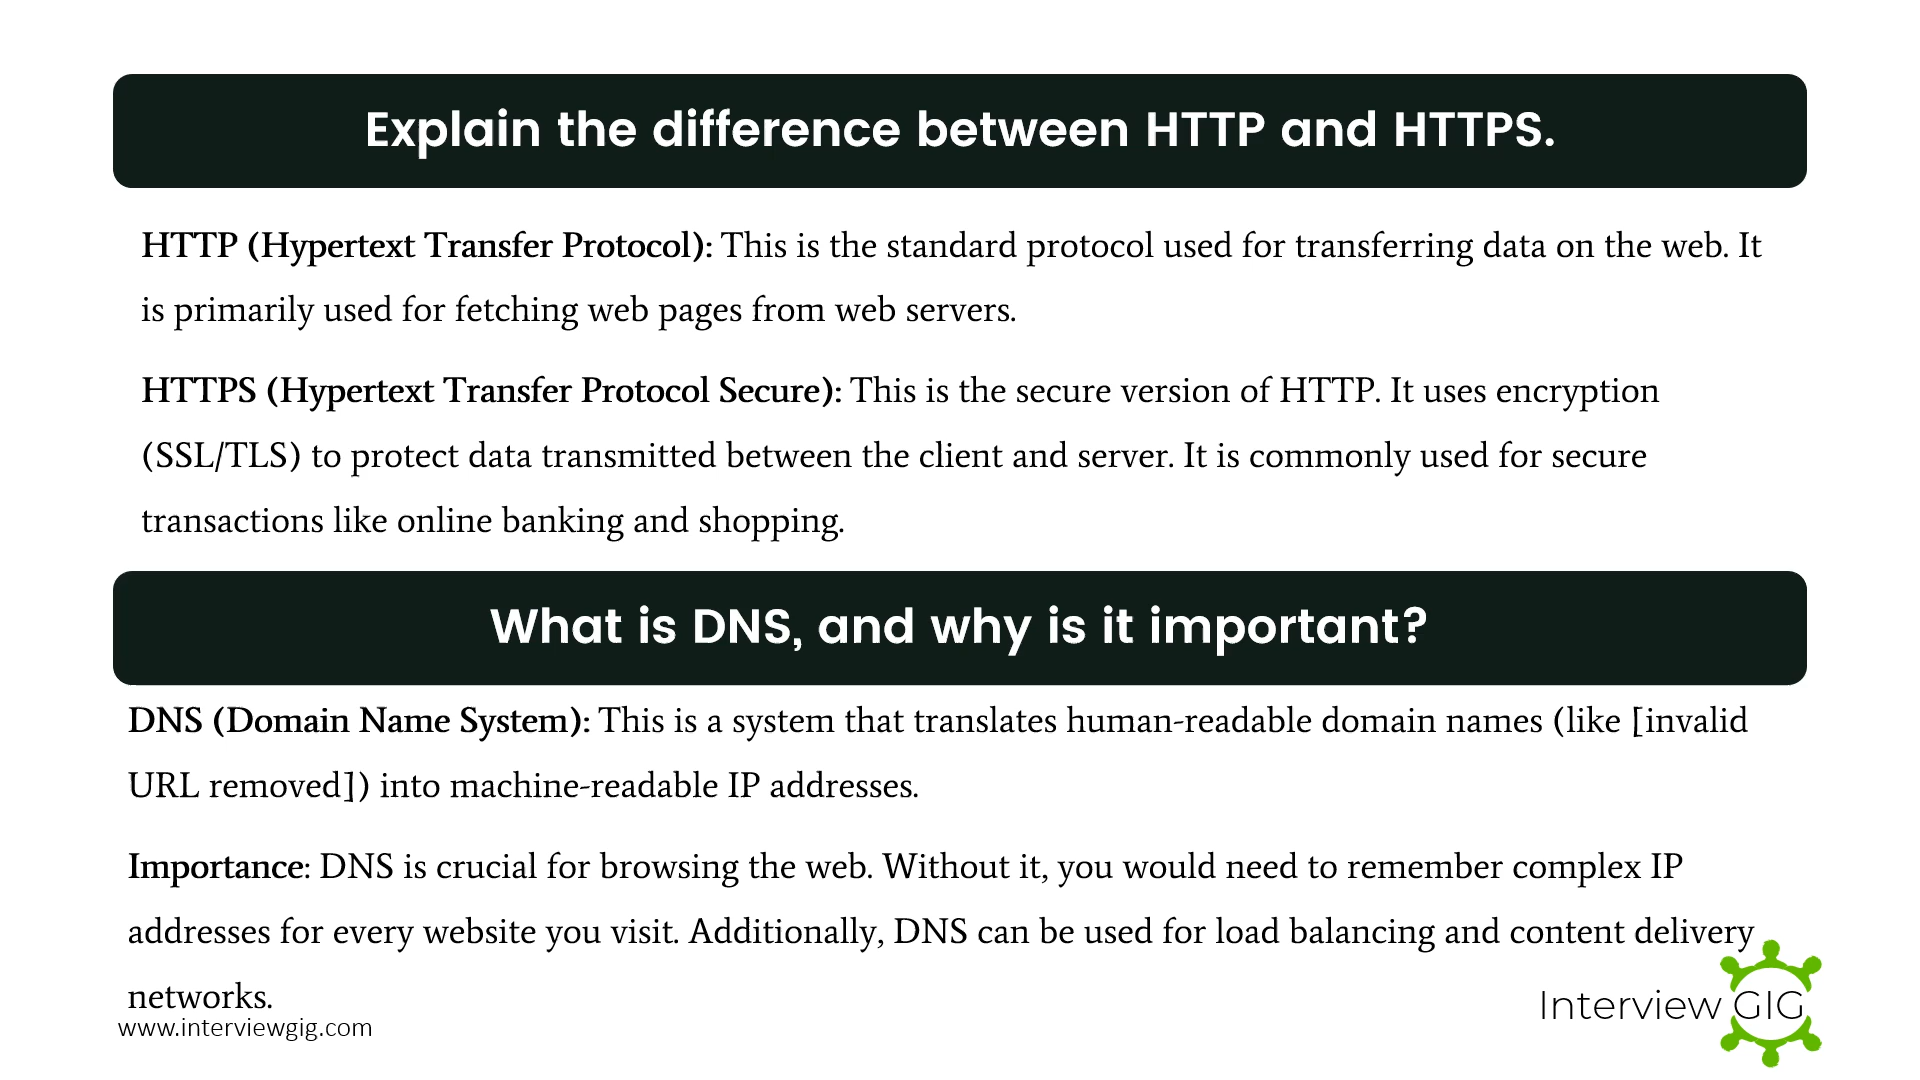 Explain the difference between HTTP and HTTPS.
HTTP (Hypertext Transfer Protocol): This is the standard protocol used for transferring data on the web. It
is primarily used for fetching web pages from web servers.
HTTPS (Hypertext Transfer Protocol Secure): This is the secure version of HTTP. It uses encryption
(SSL/TLS) to protect data transmitted between the client and server. It is commonly used for secure
transactions like online banking and shopping.
What is DNS, and why is it important?
DNS (Domain Name System): This is a system that translates human-readable domain names (like [invalid
URL removed]) into machine-readable IP addresses.
Importance: DNS is crucial for browsing the web. Without it, you would need to remember complex IP
addresses for every website you visit. Additionally, DNS can be used for load balancing and content delivery
networks.
www.interviewgig.com
Interview GIG